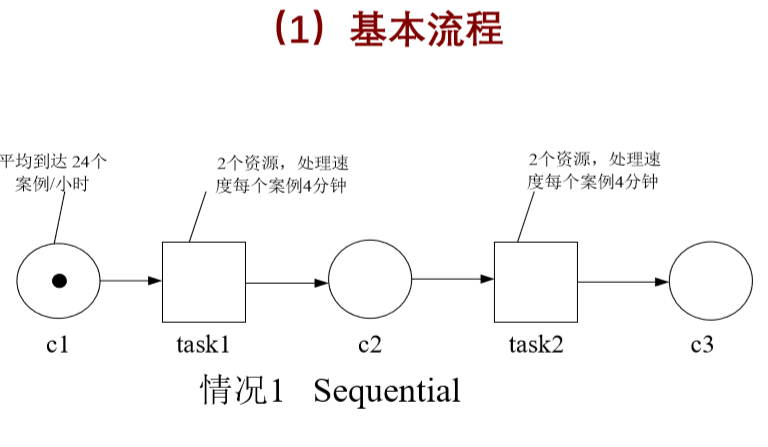 （1）基本流程
平均到达 24个
案例/小时
2个资源，处理速
度每个案例4分钟
2个资源，处理速
度每个案例4分钟
c1
task1
c2
task2
c3
情况1 Sequential